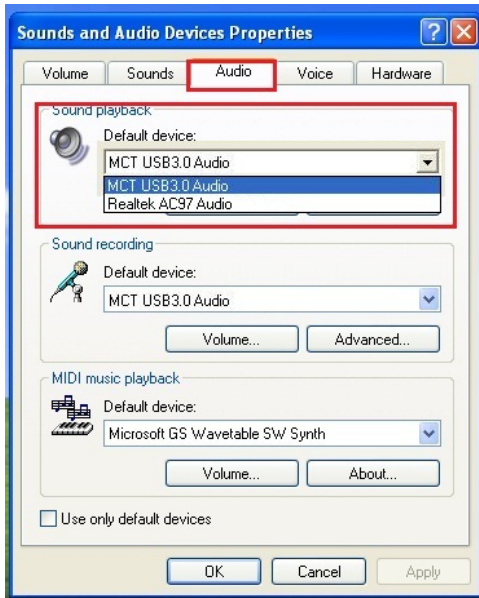 Sounds and Audio Devices Properties
Volume Sounds Audio Voice Hardware
Sound playback
Default device:
MCT USB3.0 Audio
MCT USB3.0 Audio
Realtek AC97 Audio
Sound recording
Default device:
MCT USB3.0 Audio
Volume... Advanced...
MIDI music playback
Default device:
Microsoft GS Wavetable SW Synth
Volume... About...
Use only default devices
OK Cancel Apply